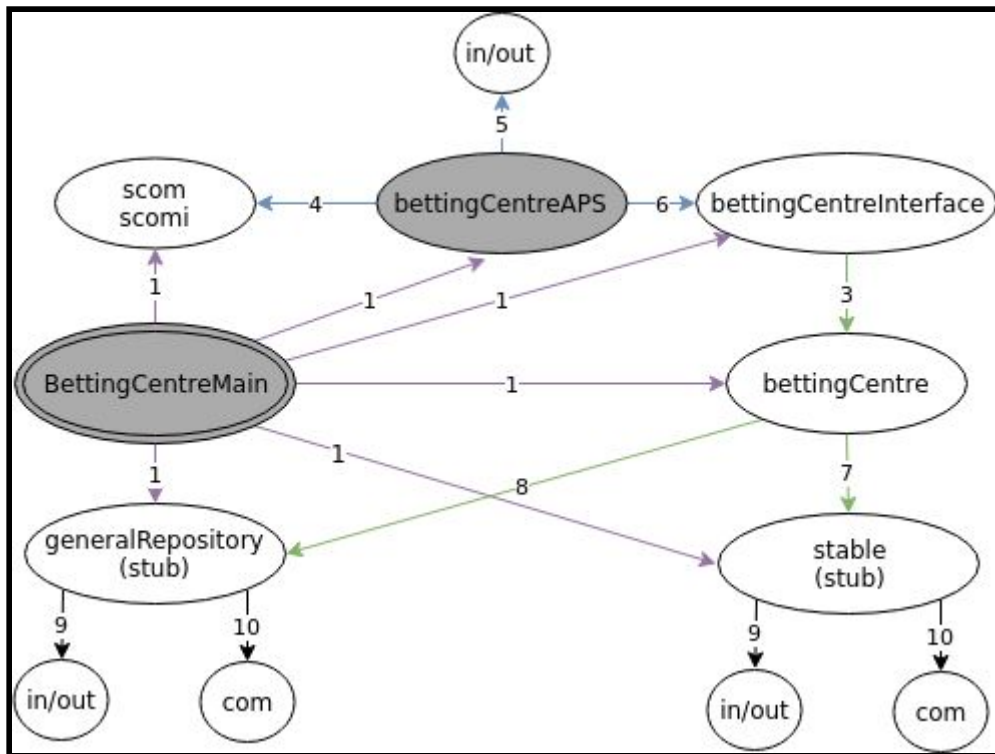 in/out
5
scom
scomi
4
bettingCentreAPS
6
bettingCentreInterface
1
1
1
3
BettingCentreMain
1
bettingCentre
1
1
8
7
generalRepository
(stub)
stable
(stub)
9
10
9
10
in/out
com
in/out
com